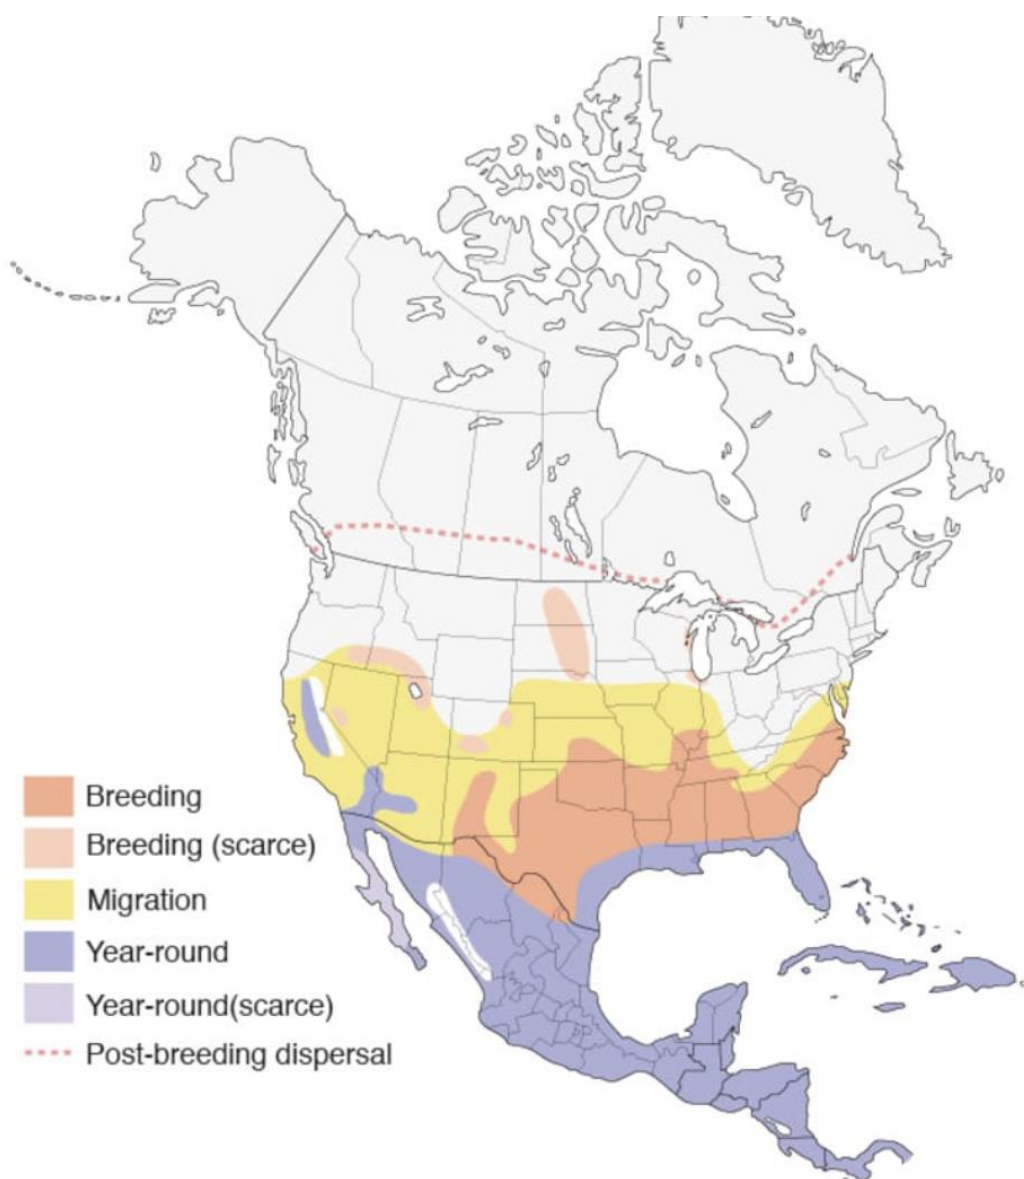 Breeding
Breeding (scarce)
Migration
Year-round
Year-round(scarce)
Post-breeding dispersal